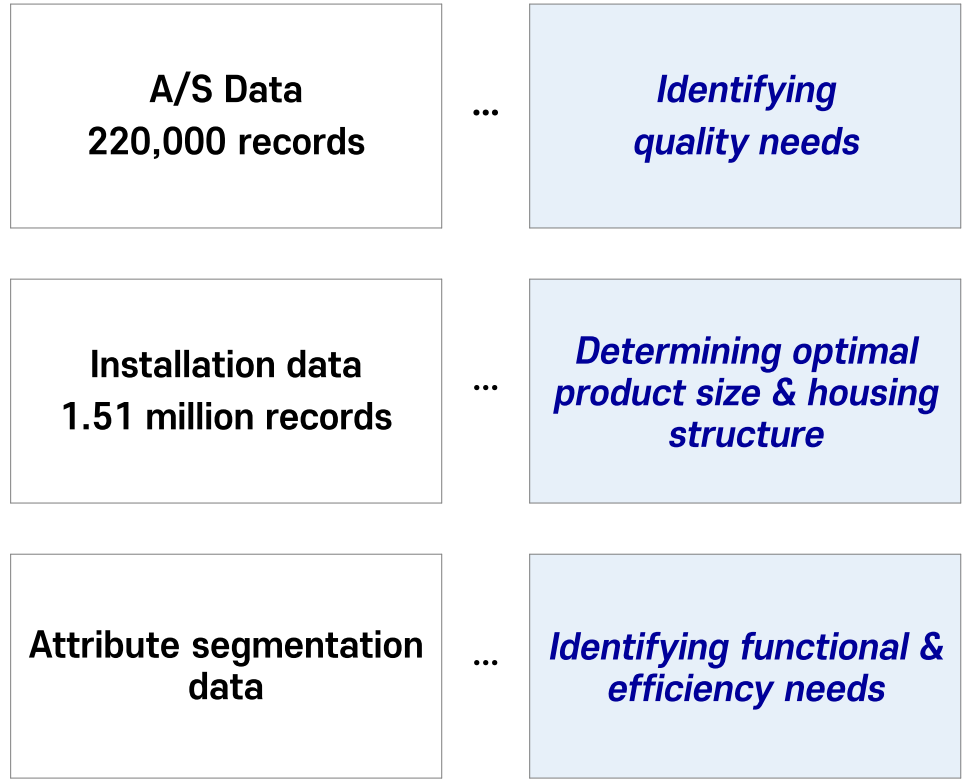 A/S Data
220,000 records
...
Identifying
quality needs
Installation data
1.51 million records
...
Determining optimal
product size & housing
structure
Attribute segmentation
data
...
Identifying functional &
efficiency needs